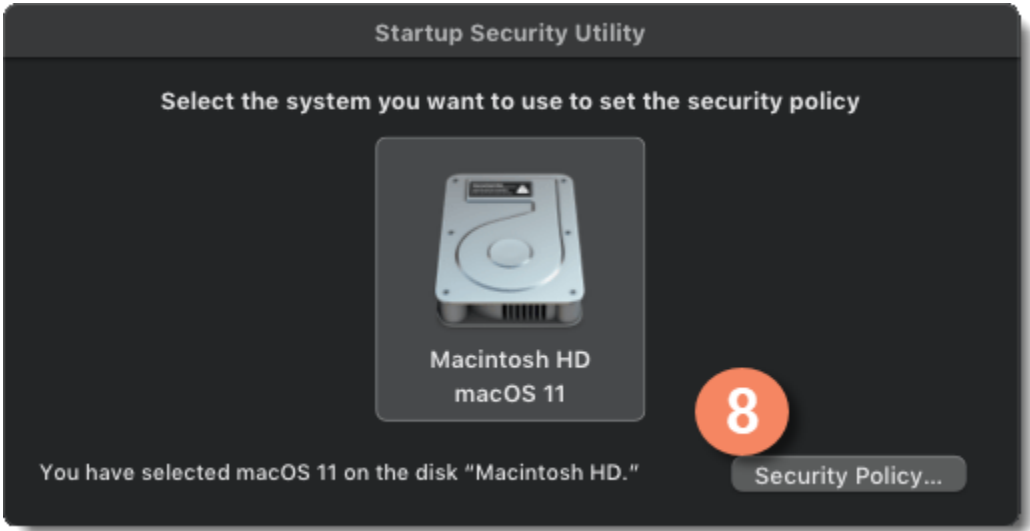 Startup Security Utility
Select the system you want to use to set the security policy
Macintosh HD
macOS 11
8
You have selected macOS 11 on the disk “Macintosh HD.”
Security Policy...